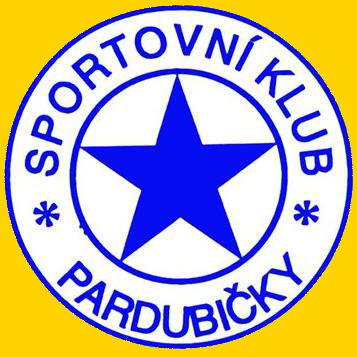 SPORTOVNÍ KLUB
* PARDUBIČKY *